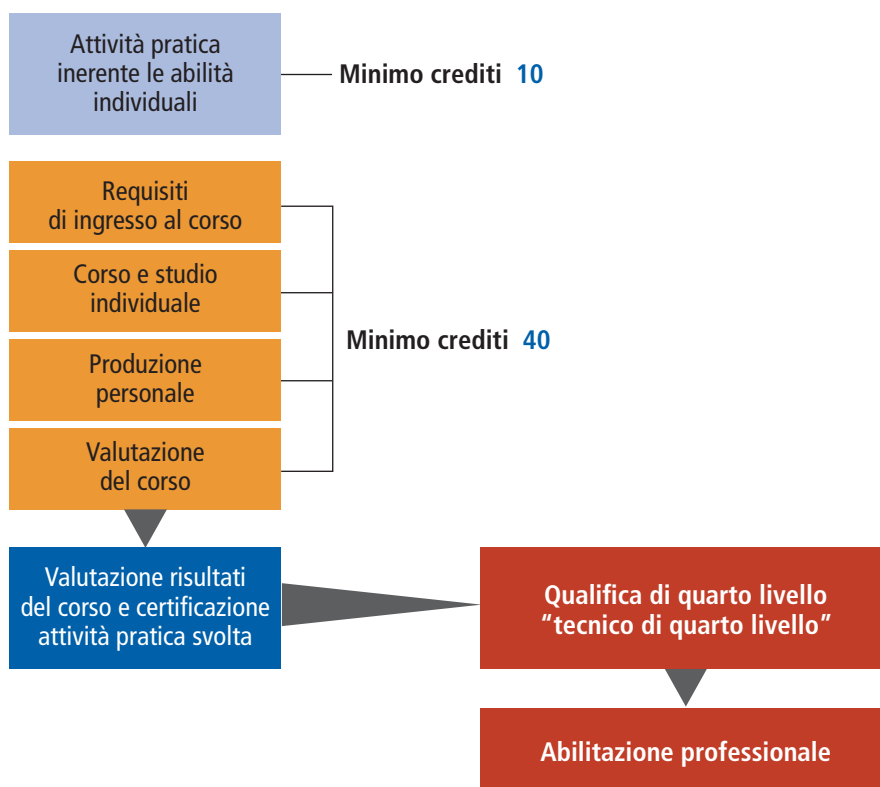 Attività pratica
inerente le abilità
individuali
Minimo crediti 10
Requisiti
di ingresso al corso
Corso e studio
individuale
Produzione
personale
Valutazione
del corso
Minimo crediti 40
Valutazione risultati
del corso e certificazione
attività pratica svolta
Qualifica di quarto livello
“tecnico di quarto livello”
Abilitazione professionale